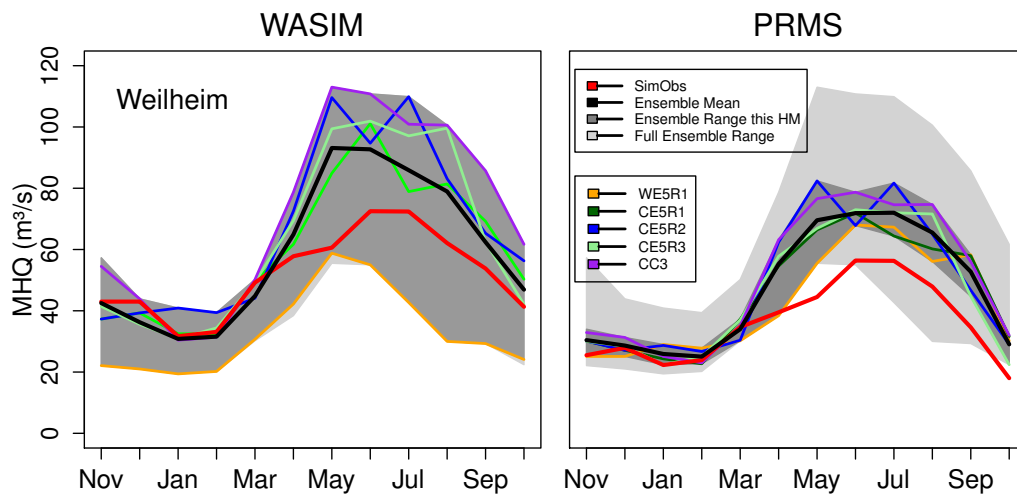 WASIM
PRMS
MHQ (m³/s)
0
20
40
60
80
100
120
Weilheim
SimObs
Ensemble Mean
Ensemble Range this HM
Full Ensemble Range
WE5R1
CE5R1
CE5R2
CE5R3
CC3
Nov Jan Mar May Jul Sep
Nov Jan Mar May Jul Sep